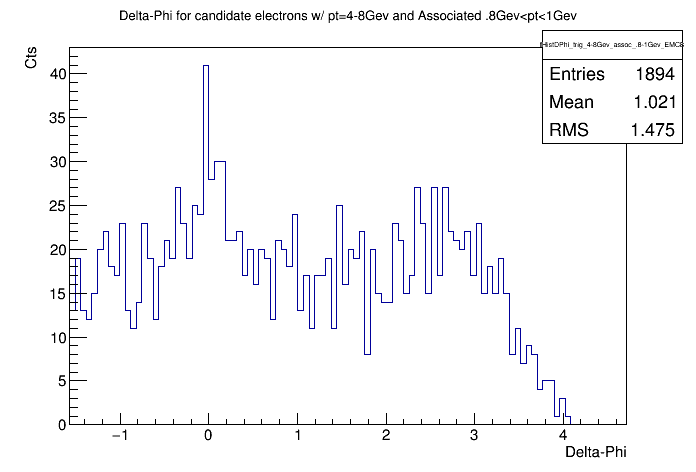 Delta-Phi for candidate electrons w/ pt=4-8Gev and Associated .8Gev<pt<1Gev
Cts
fHistDPhi_trig_4-8Gev_assoc_.8-1Gev_EMC8
Entries 1894
Mean 1.021
RMS 1.475
40
35
30
25
20
15
10
5
0
−1 0 1 2 3 4
Delta-Phi